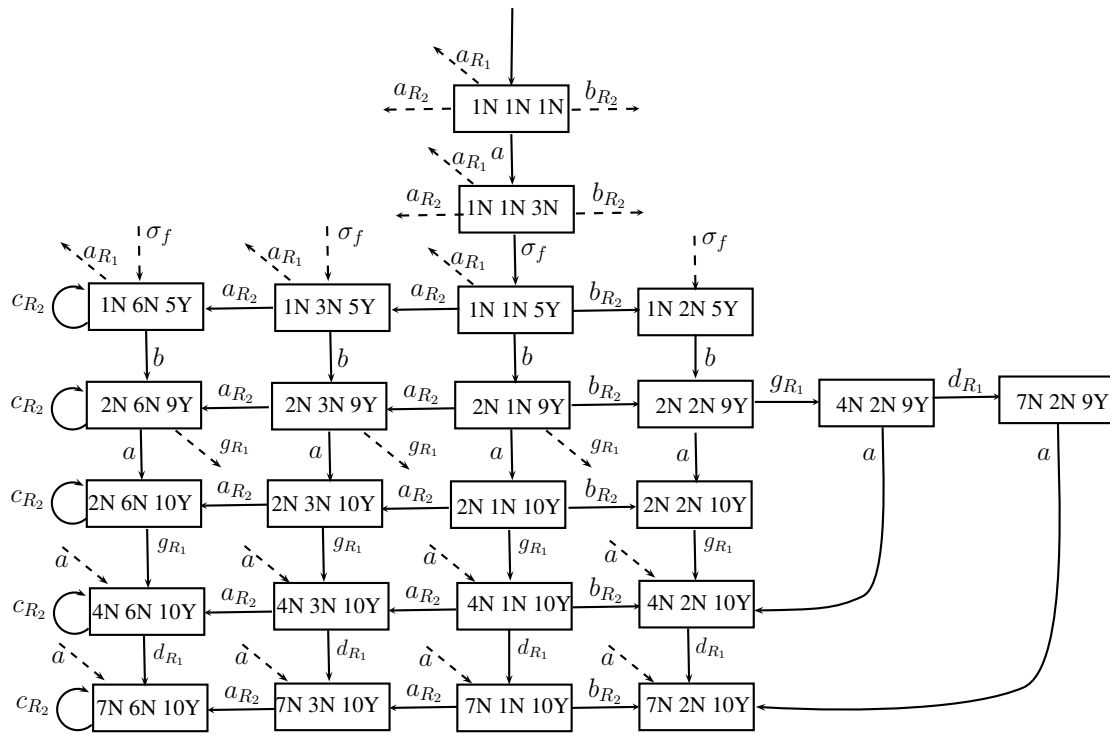 a_{R_1}
a_{R_2} 1N 1N 1N b_{R_2}
a
a_{R_1}
a_{R_2} 1N 1N 3N b_{R_2}
σ_f σ_f σ_f σ_f
a_{R_1} a_{R_1} a_{R_1}
c_{R_2} 1N 6N 5Y a_{R_2} 1N 3N 5Y a_{R_2} 1N 1N 5Y b_{R_2} 1N 2N 5Y
b b b b
c_{R_2} 2N 6N 9Y a_{R_2} 2N 3N 9Y a_{R_2} 2N 1N 9Y b_{R_2} 2N 2N 9Y g_{R_1} 4N 2N 9Y d_{R_1} 7N 2N 9Y
a g_{R_1} a g_{R_1} a g_{R_1} a a a
c_{R_2} 2N 6N 10Y a_{R_2} 2N 3N 10Y a_{R_2} 2N 1N 10Y b_{R_2} 2N 2N 10Y
g_{R_1} g_{R_1} g_{R_1} g_{R_1}
a a a a
c_{R_2} 4N 6N 10Y a_{R_2} 4N 3N 10Y a_{R_2} 4N 1N 10Y b_{R_2} 4N 2N 10Y
d_{R_1} d_{R_1} d_{R_1} d_{R_1}
a a a a
c_{R_2} 7N 6N 10Y a_{R_2} 7N 3N 10Y a_{R_2} 7N 1N 10Y b_{R_2} 7N 2N 10Y